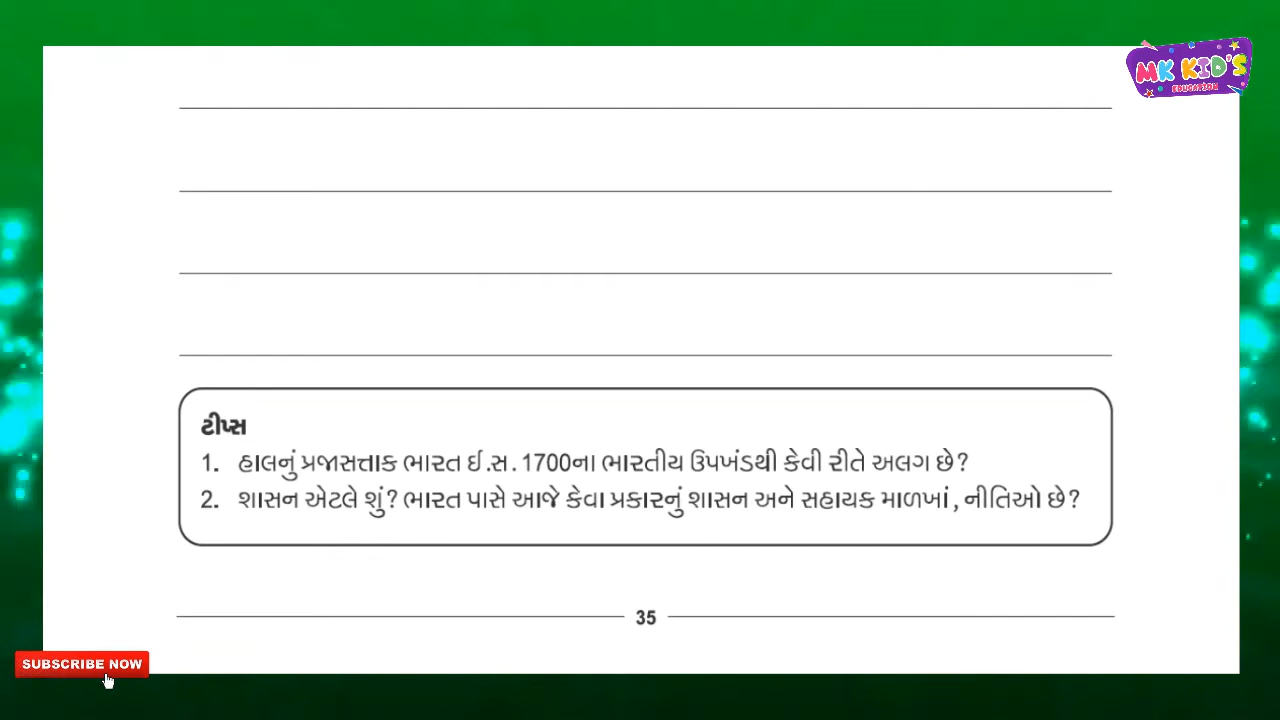 MK KID'S
EDUCATION
ટીપ્સ
1. હાલનું પ્રજાસત્તાક ભારત ઈ.સ. 1700ના ભારતીય ઉપખંડથી કેવી રીતે અલગ છે?
2. શાસન એટલે શું? ભારત પાસે આજે કેવા પ્રકારનું શાસન અને સહાયક માળખાં, નીતિઓ છે?
35
SUBSCRIBE NOW